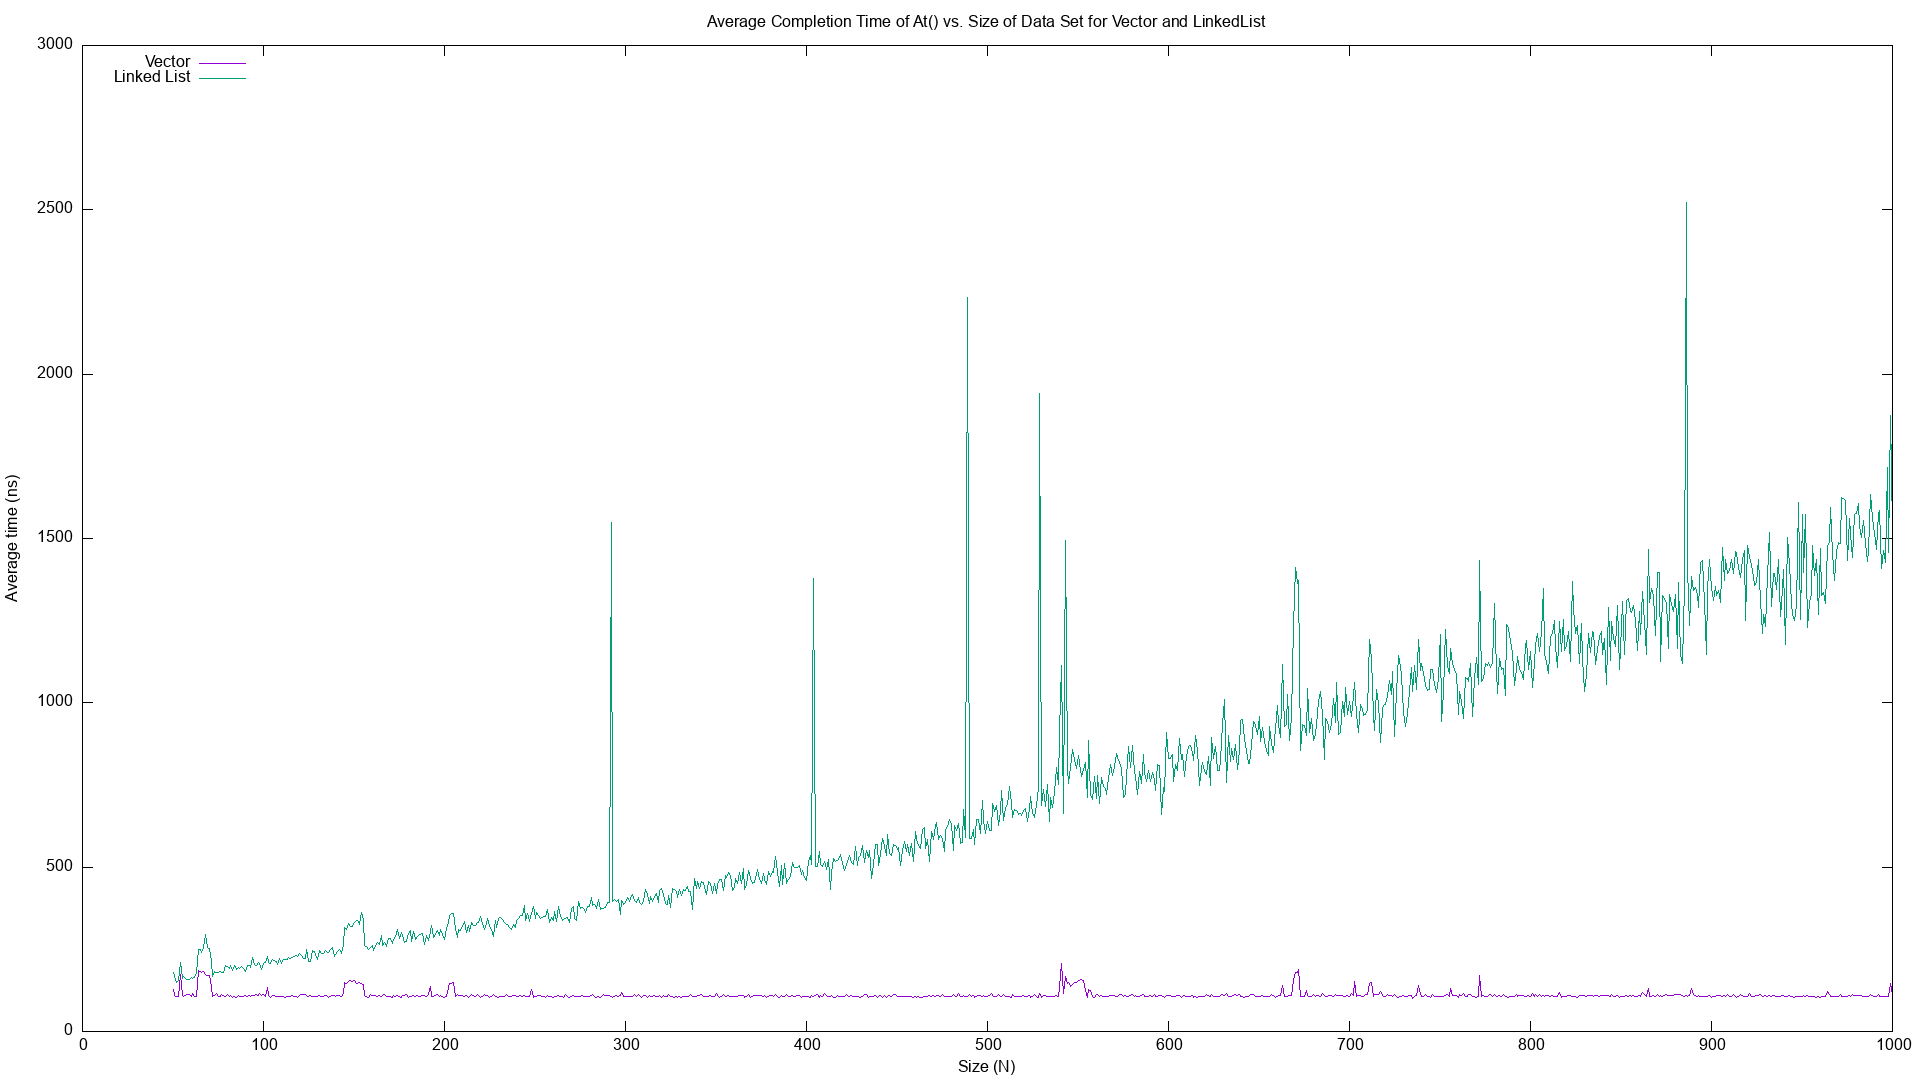 Average Completion Time of At() vs. Size of Data Set for Vector and LinkedList
3000
2500
2000
1500
1000
500
0
Average time (ns)
Vector
Linked List
0 100 200 300 400 500 600 700 800 900 1000
Size (N)